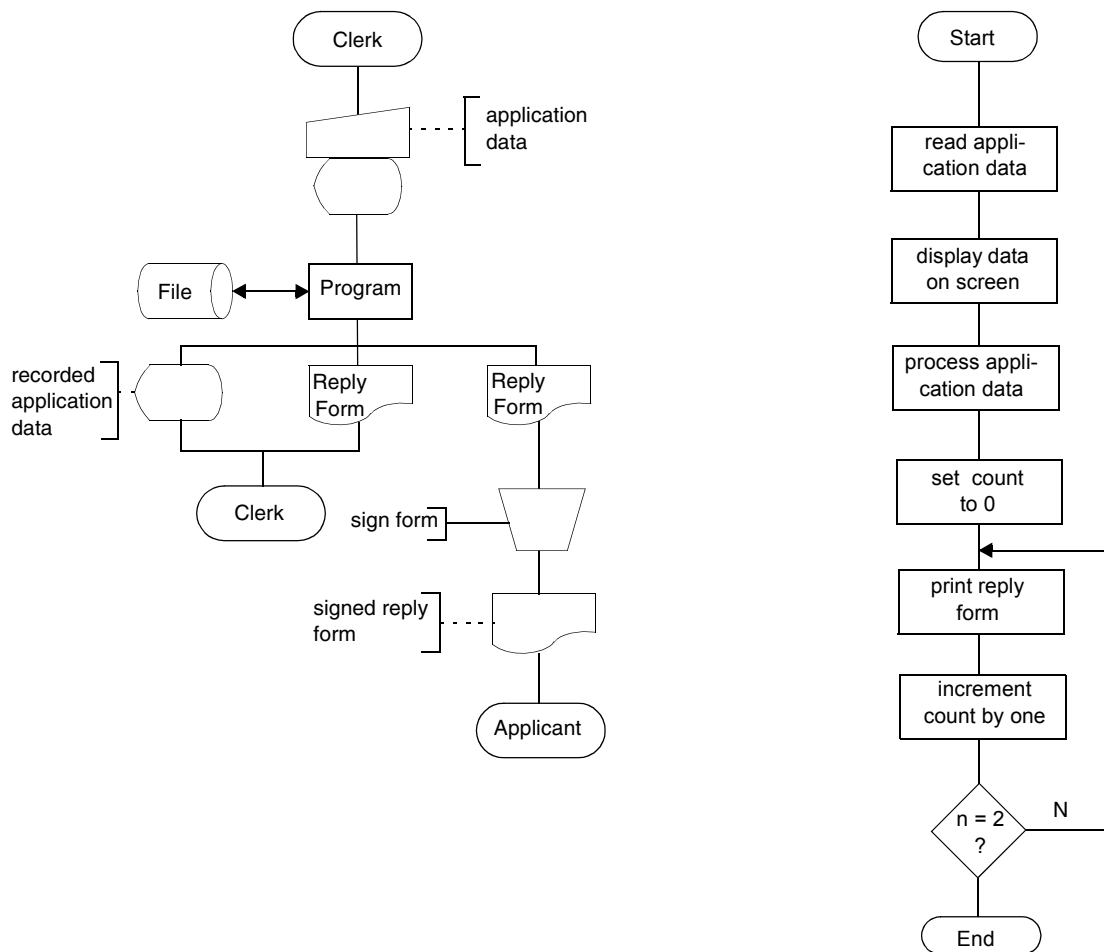 Clerk
application
data
File
Program
recorded
application
data
Reply
Form
Reply
Form
Clerk
sign form
signed reply
form
Applicant
Start
read appli-
cation data
display data
on screen
process appli-
cation data
set count
to 0
print reply
form
increment
count by one
n = 2
?
N
End